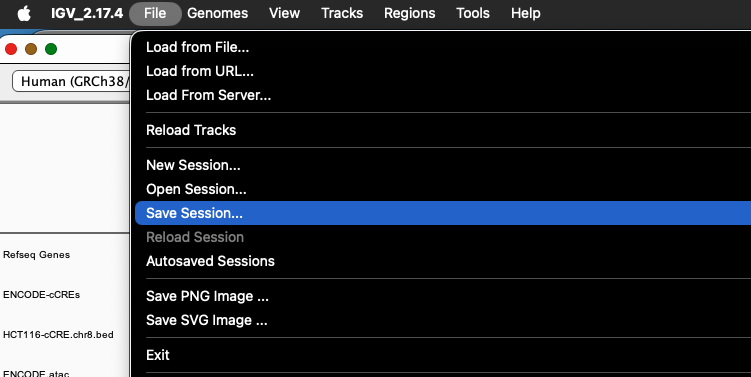 IGV_2.17.4 File Genomes View Tracks Regions Tools Help
Human (GRCh38/
Load from File...
Load from URL...
Load From Server...
Reload Tracks
New Session...
Open Session...
Save Session...
Reload Session
Autosaved Sessions
Save PNG Image ...
Save SVG Image ...
Exit
Refseq Genes
ENCODE-cCREs
HCT116-cCRE.chr8.bed
ENCODE atac